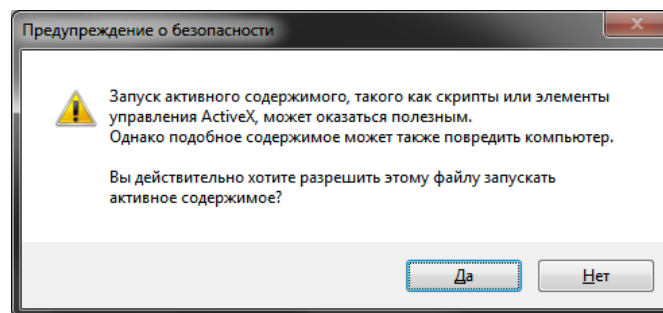 Предупреждение о безопасности
Запуск активного содержимого, такого как скрипты или элементы
управления ActiveX, может оказаться полезным.
Однако подобное содержимое может также повредить компьютер.
Вы действительно хотите разрешить этому файлу запускать
активное содержимое?
Да Нет